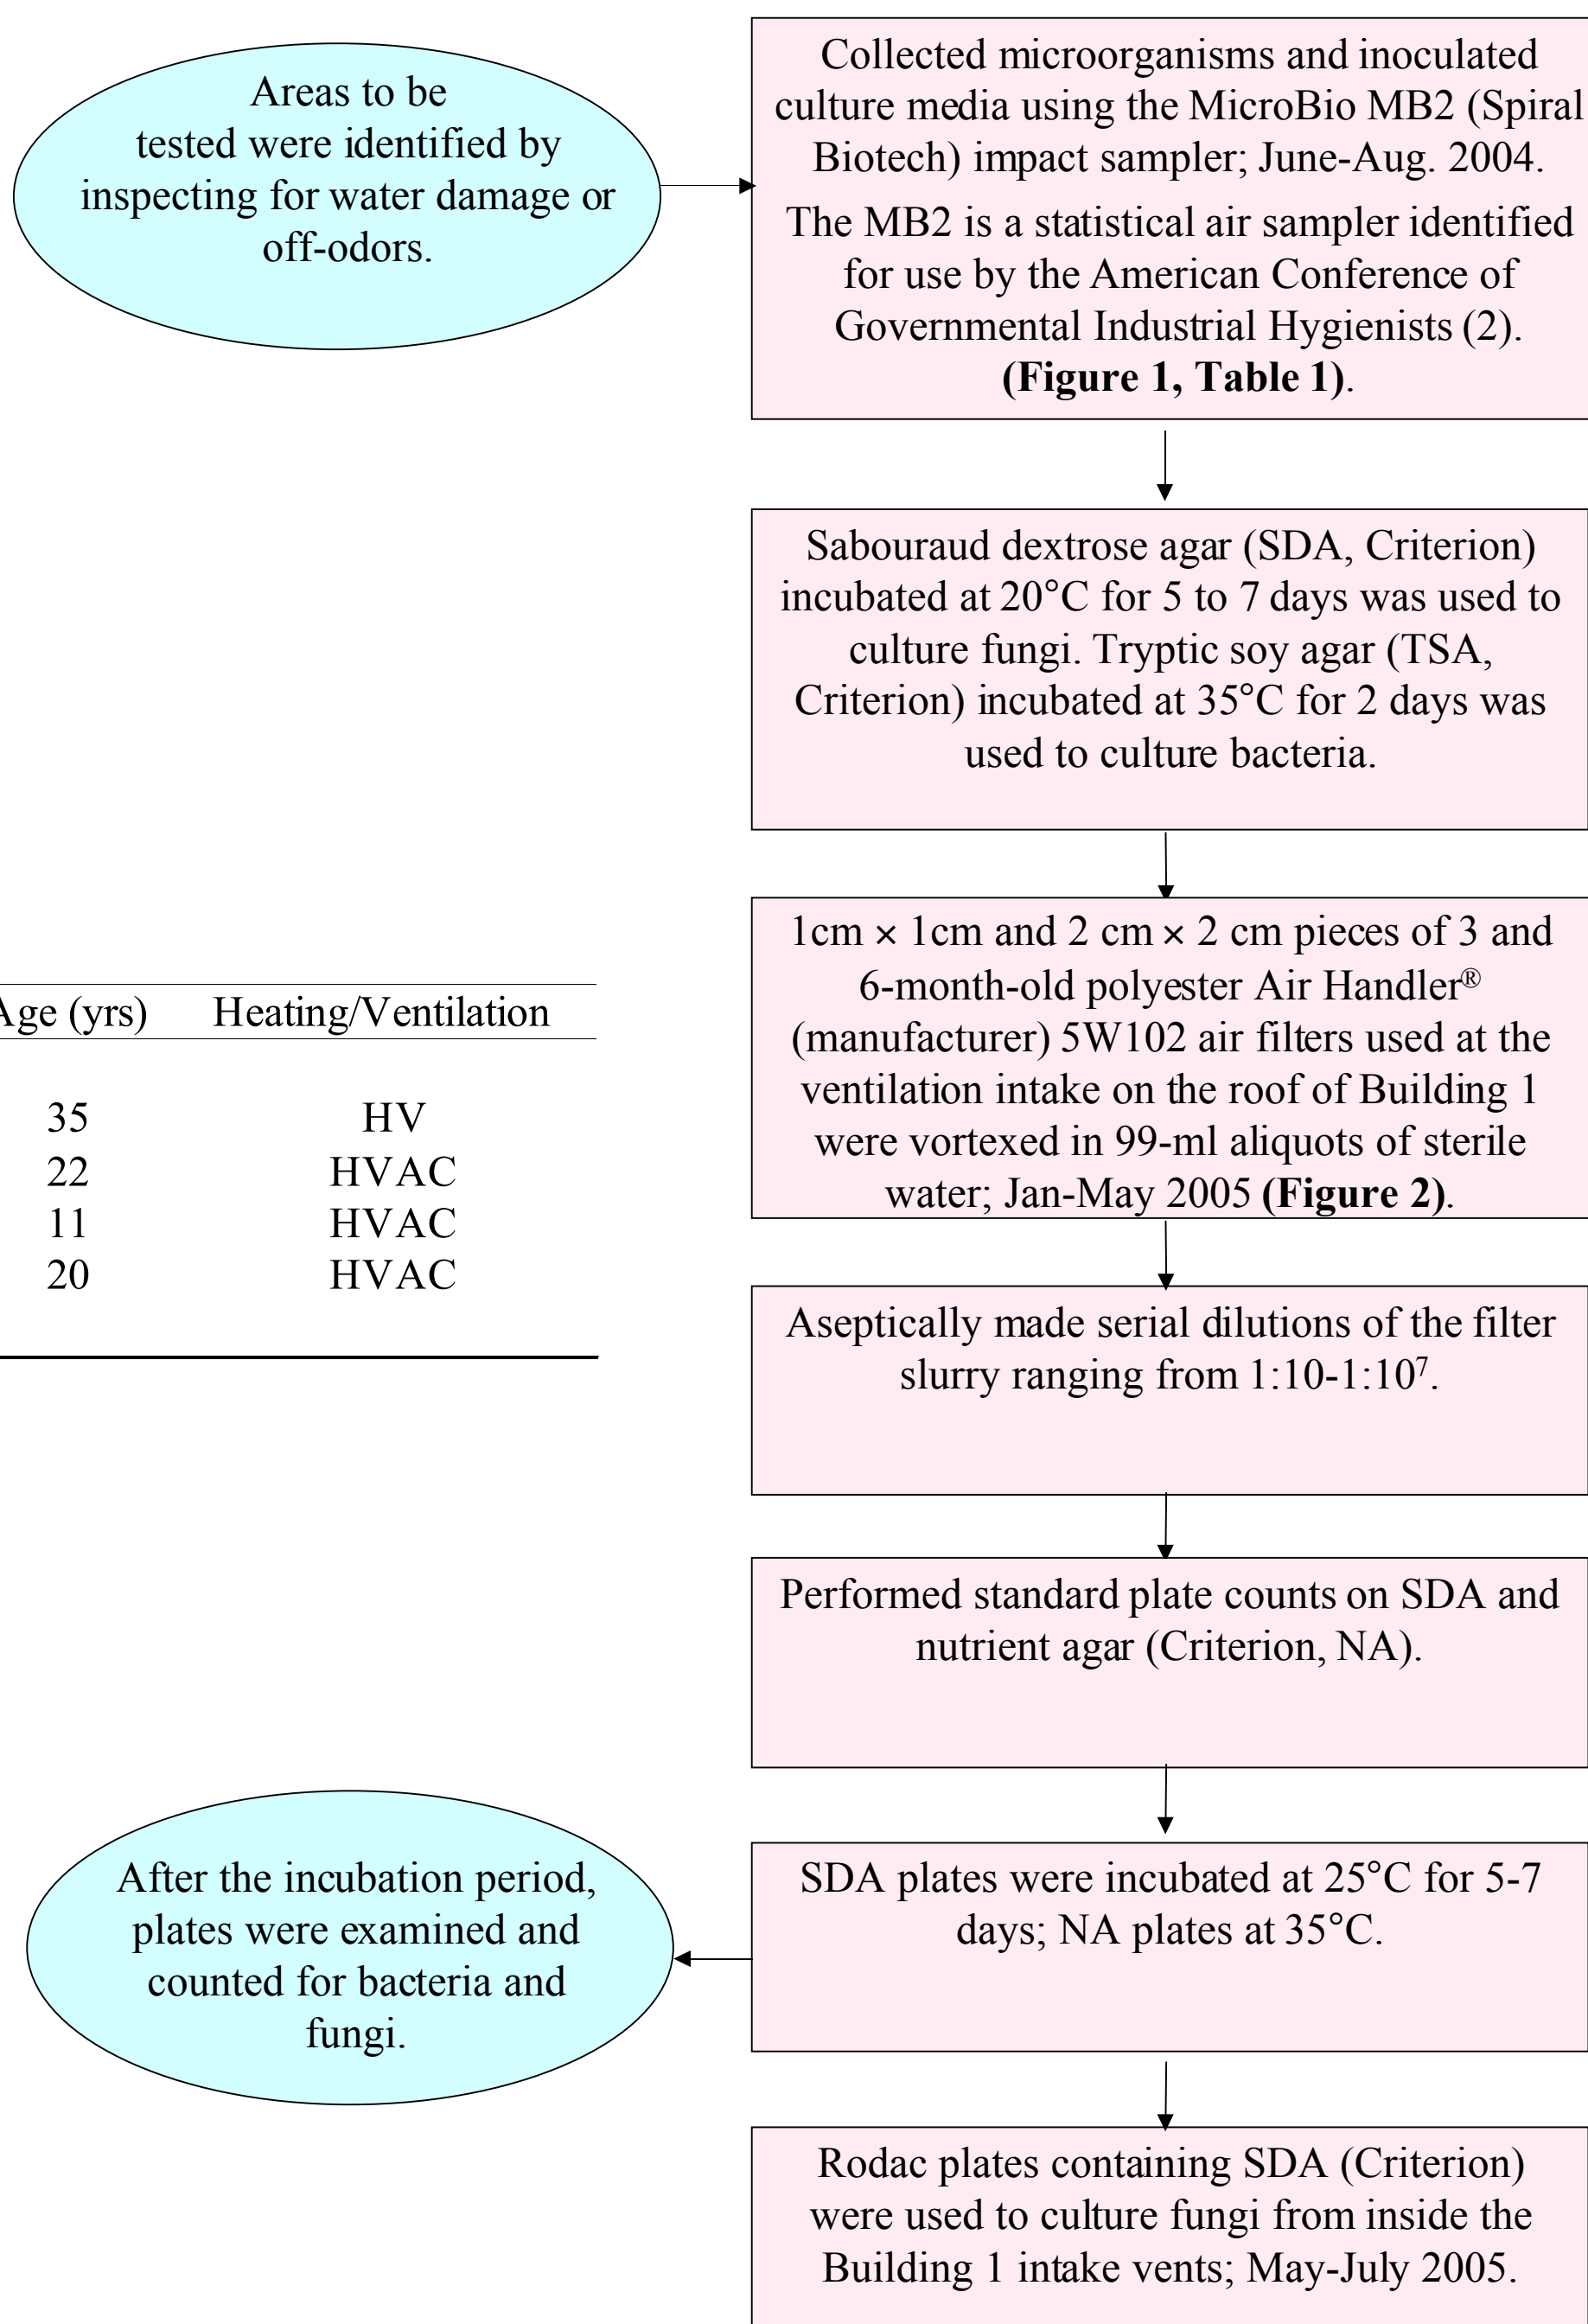 Areas to be
tested were identified by
inspecting for water damage or
off-odors.
Collected microorganisms and inoculated
culture media using the MicroBio MB2 (Spiral
Biotech) impact sampler; June-Aug. 2004.
The MB2 is a statistical air sampler identified
for use by the American Conference of
Governmental Industrial Hygienists (2).
(Figure 1, Table 1).
Sabouraud dextrose agar (SDA, Criterion)
incubated at 20°C for 5 to 7 days was used to
culture fungi. Tryptic soy agar (TSA,
Criterion) incubated at 35°C for 2 days was
used to culture bacteria.
Age (yrs) Heating/Ventilation
35 HV
22 HVAC
11 HVAC
20 HVAC
1cm × 1cm and 2 cm × 2 cm pieces of 3 and
6-month-old polyester Air Handler®
(manufacturer) 5W102 air filters used at the
ventilation intake on the roof of Building 1
were vortexed in 99-ml aliquots of sterile
water; Jan-May 2005 (Figure 2).
Aseptically made serial dilutions of the filter
slurry ranging from 1:10-1:10⁷.
Performed standard plate counts on SDA and
nutrient agar (Criterion, NA).
SDA plates were incubated at 25°C for 5-7
days; NA plates at 35°C.
After the incubation period,
plates were examined and
counted for bacteria and
fungi.
Rodac plates containing SDA (Criterion)
were used to culture fungi from inside the
Building 1 intake vents; May-July 2005.